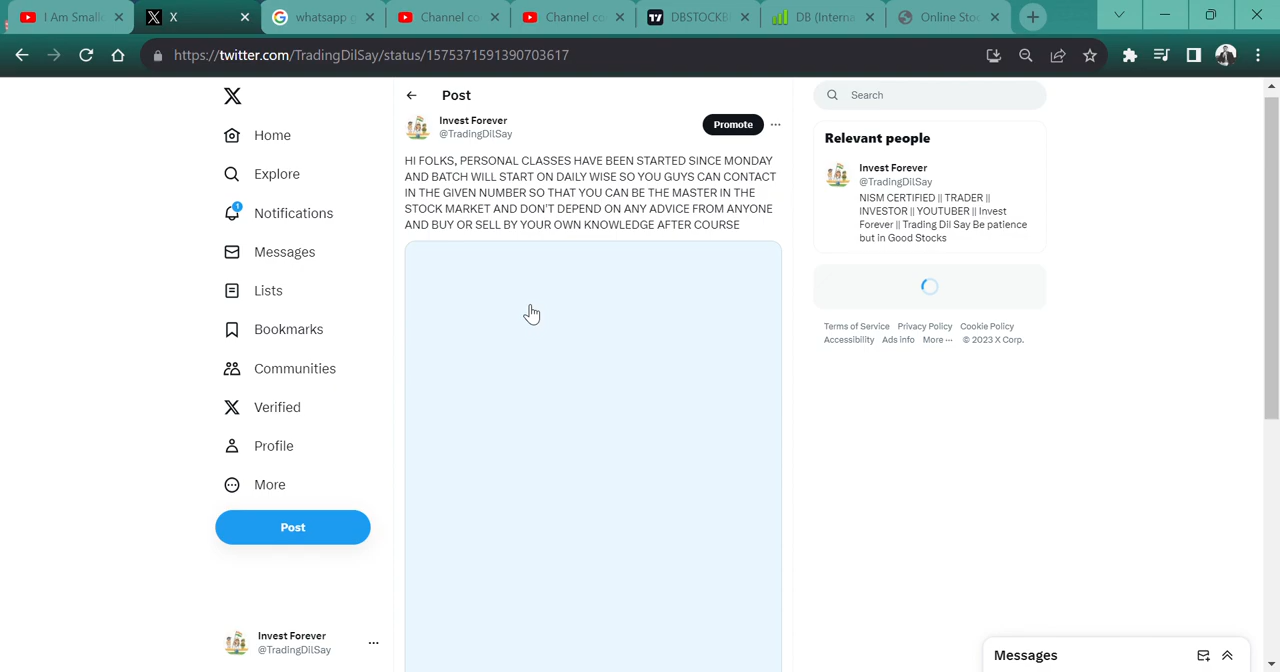 I Am Small
X
whatsapp g
Channel co
Channel co
DBSTOCKB
DB (Interna
Online Sto
https://twitter.com/TradingDilSay/status/1575371591390703617
Home
Explore
1
Notifications
Messages
Lists
Bookmarks
Communities
Verified
Profile
More
Post
Invest Forever
@TradingDilSay
Post
Invest Forever
@TradingDilSay
Promote
HI FOLKS, PERSONAL CLASSES HAVE BEEN STARTED SINCE MONDAY
AND BATCH WILL START ON DAILY WISE SO YOU GUYS CAN CONTACT
IN THE GIVEN NUMBER SO THAT YOU CAN BE THE MASTER IN THE
STOCK MARKET AND DON'T DEPEND ON ANY ADVICE FROM ANYONE
AND BUY OR SELL BY YOUR OWN KNOWLEDGE AFTER COURSE
Search
Relevant people
Invest Forever
@TradingDilSay
NISM CERTIFIED || TRADER ||
INVESTOR || YOUTUBER || Invest
Forever || Trading Dil Say Be patience
but in Good Stocks
Terms of Service Privacy Policy Cookie Policy
Accessibility Ads info More ··· © 2023 X Corp.
Messages